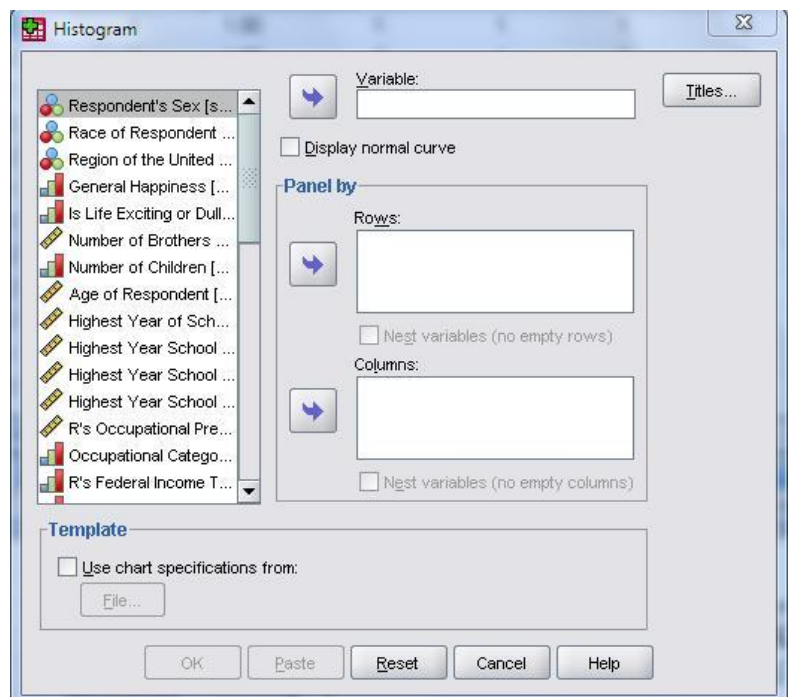 Histogram
Respondent's Sex [s...
Race of Respondent ...
Region of the United ...
General Happiness [...
Is Life Exciting or Dull...
Number of Brothers ...
Number of Children [...
Age of Respondent [...
Highest Year of Sch...
Highest Year School ...
Highest Year School ...
Highest Year School ...
R's Occupational Pre...
Occupational Catego...
R's Federal Income T...
Variable:
Titles...
Display normal curve
Panel by
Rows:
Nest variables (no empty rows)
Columns:
Nest variables (no empty columns)
Template
Use chart specifications from:
File...
OK Paste Reset Cancel Help